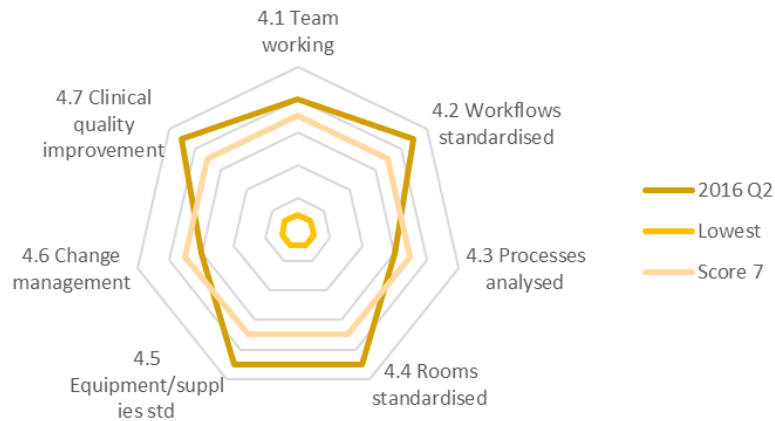 4.1 Team
working
4.2 Workflows
standardised
4.3 Processes
analysed
4.4 Rooms
standardised
4.5
Equipment/suppl
ies std
4.6 Change
management
4.7 Clinical
quality
improvement
2016 Q2
Lowest
Score 7